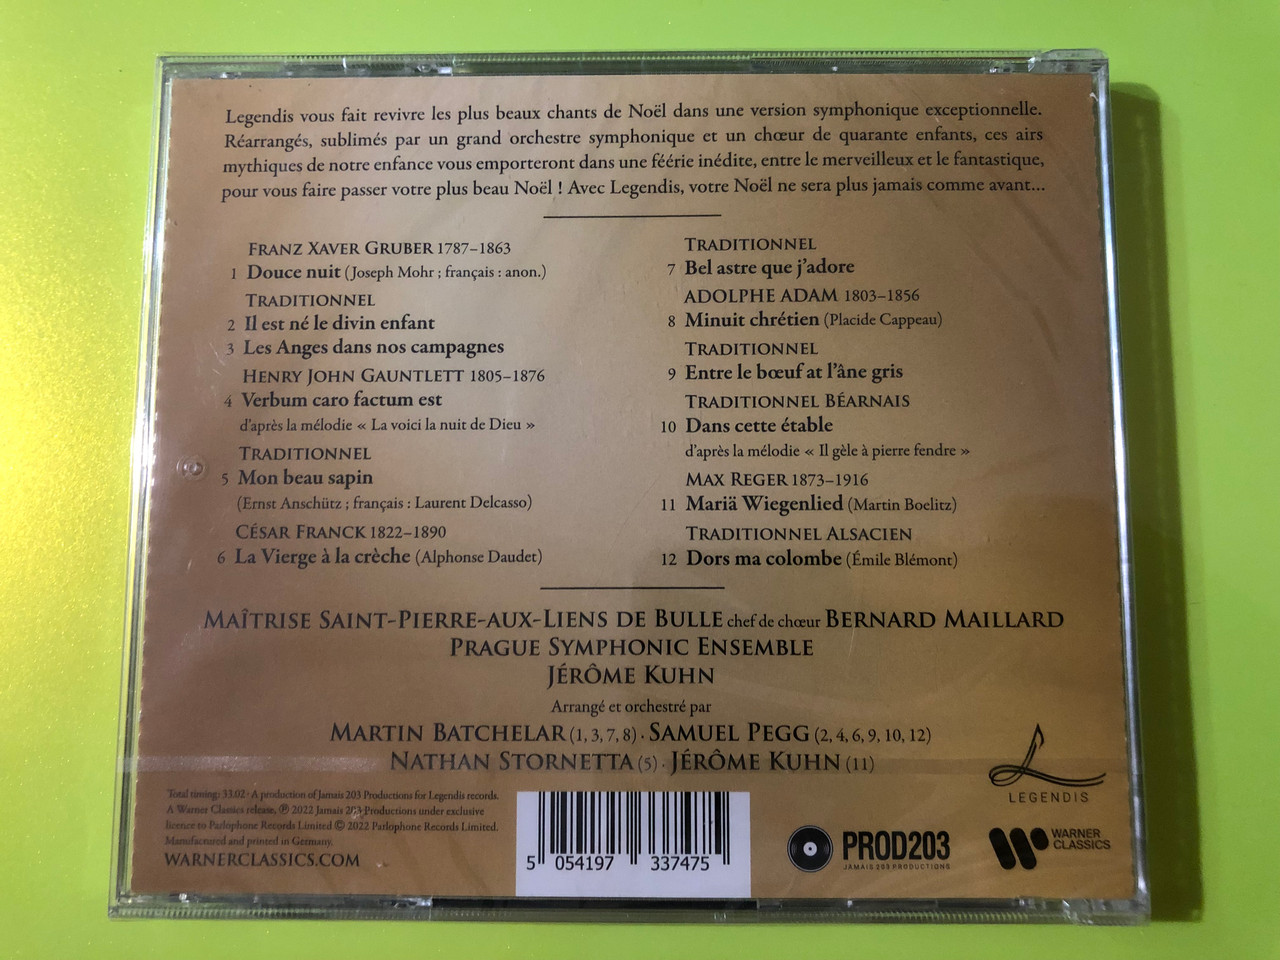 Legendis vous fait revivre les plus beaux chants de Noël dans une version symphonique exceptionnelle.
Réarrangés, sublimés par un grand orchestre symphonique et un chœur de quarante enfants, ces airs
mythiques de notre enfance vous emporteront dans une féérie inédite, entre le merveilleux et le fantastique,
pour vous faire passer votre plus beau Noël ! Avec Legendis, votre Noël ne sera plus jamais comme avant...
FRANZ XAVER GRUBER 1787–1863
1 Douce nuit (Joseph Mohr ; français : anon.)
TRADITIONNEL
2 Il est né le divin enfant
3 Les Anges dans nos campagnes
HENRY JOHN GAUNTLETT 1805–1876
4 Verbum caro factum est
d'après la mélodie « La voici la nuit de Dieu »
TRADITIONNEL
5 Mon beau sapin
(Ernst Anschütz ; français : Laurent Delcasso)
CÉSAR FRANCK 1822–1890
6 La Vierge à la crèche (Alphonse Daudet)
TRADITIONNEL
7 Bel astre que j'adore
ADOLPHE ADAM 1803–1856
8 Minuit chrétien (Placide Cappeau)
TRADITIONNEL
9 Entre le bœuf at l'âne gris
TRADITIONNEL BÉARNAIS
10 Dans cette étable
d'après la mélodie « Il gèle à pierre fendre »
MAX REGER 1873–1916
11 Mariä Wiegenlied (Martin Boelitz)
TRADITIONNEL ALSACIEN
12 Dors ma colombe (Émile Blémont)
MAÎTRISE SAINT-PIERRE-AUX-LIENS DE BULLE chef de chœur BERNARD MAILLARD
PRAGUE SYMPHONIC ENSEMBLE
JÉRÔME KUHN
Arrangé et orchestré par
MARTIN BATCHELAR (1, 3, 7, 8) · SAMUEL PEGG (2, 4, 6, 9, 10, 12)
NATHAN STORNETTA (5) · JÉRÔME KUHN (11)
Total timing: 33.02 · A production of Jamais 203 Productions for Legendis records.
A Warner Classics release. ℗ 2022 Jamais 203 Productions under exclusive
licence to Parlophone Records Limited © 2022 Parlophone Records Limited.
Manufactured and printed in Germany.
WARNERCLASSICS.COM
5 054197 337475
PROD203
JAMAIS 203 PRODUCTIONS
L
LEGENDIS
WARNER
CLASSICS